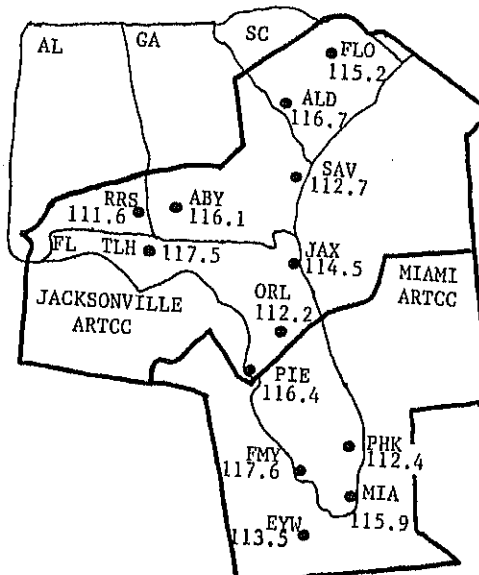 AL
GA
SC
FLO
115.2
ALD
116.7
SAV
112.7
RRS
111.6
ABY
116.1
FL
TLH
117.5
JAX
114.5
JACKSONVILLE
ARTCC
ORL
112.2
MIAMI
ARTCC
PIE
116.4
FMY
117.6
PHK
112.4
MIA
115.9
EYW
113.5